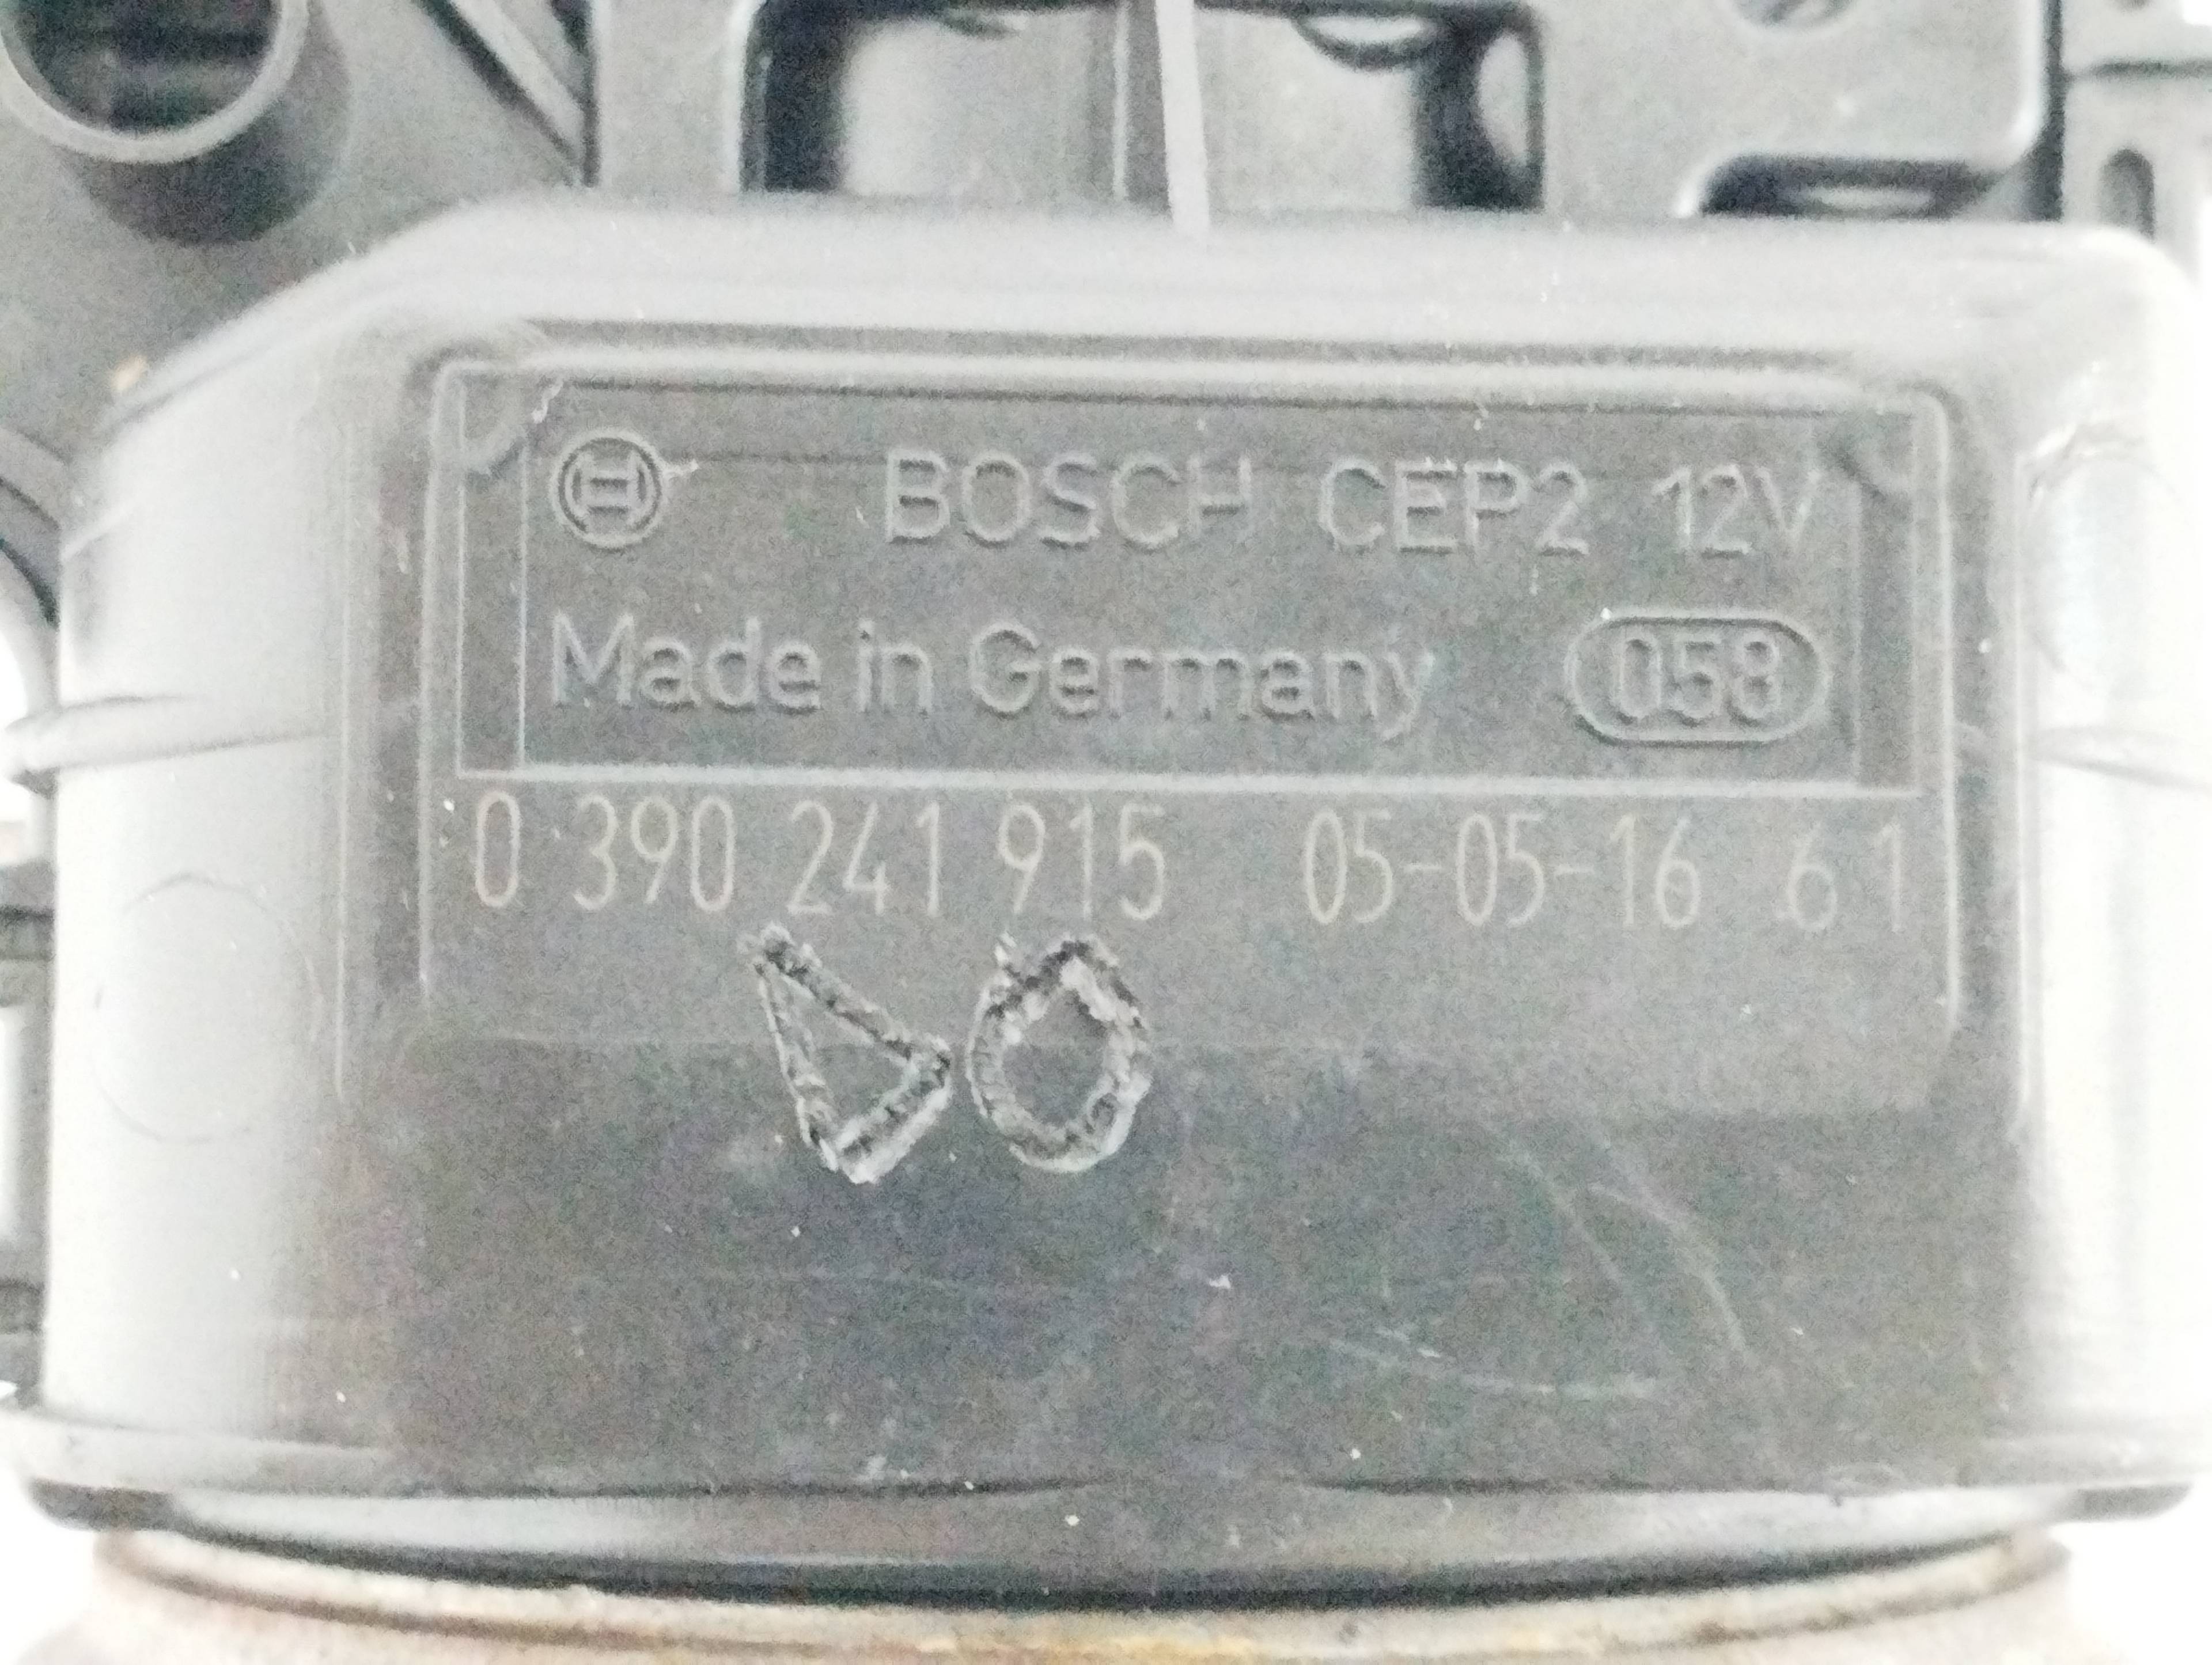 BOSCH CEP2 12V
Made in Germany 058
0 390 241 915 05-05-16 61